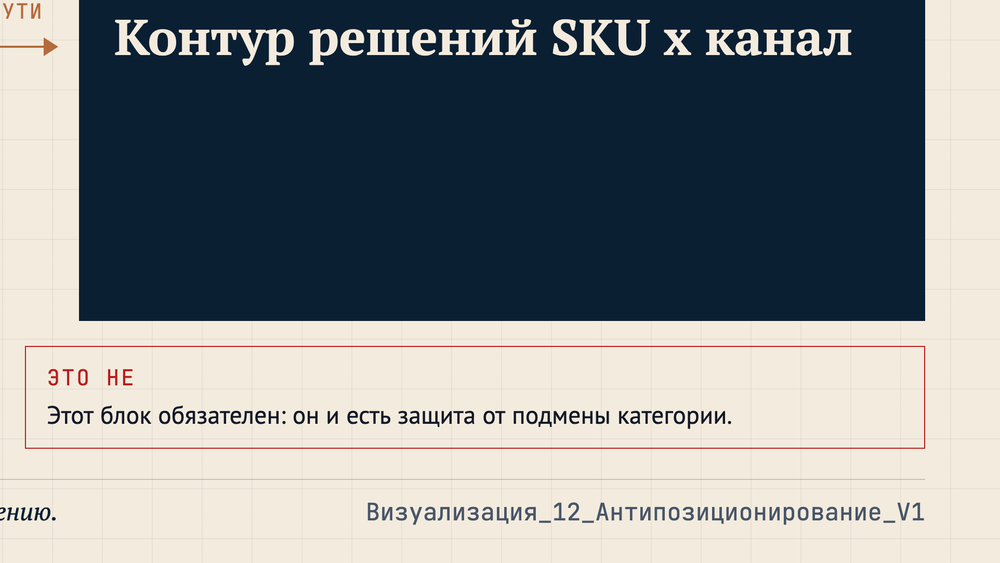 УТИ
Контур решений SKU x канал
ЭТО НЕ
Этот блок обязателен: он и есть защита от подмены категории.
ению.
Визуализация_12_Антипозиционирование_V1